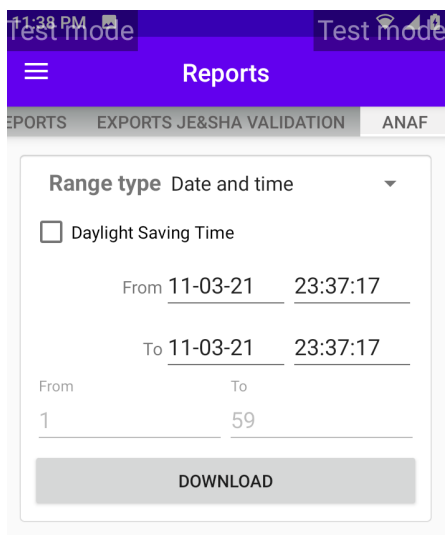 11:38 PM
Test mode Test mode
Reports
EPORTS EXPORTS JE&SHA VALIDATION ANAF
Range type Date and time
Daylight Saving Time
From 11-03-21 23:37:17
To 11-03-21 23:37:17
From To
1 59
DOWNLOAD